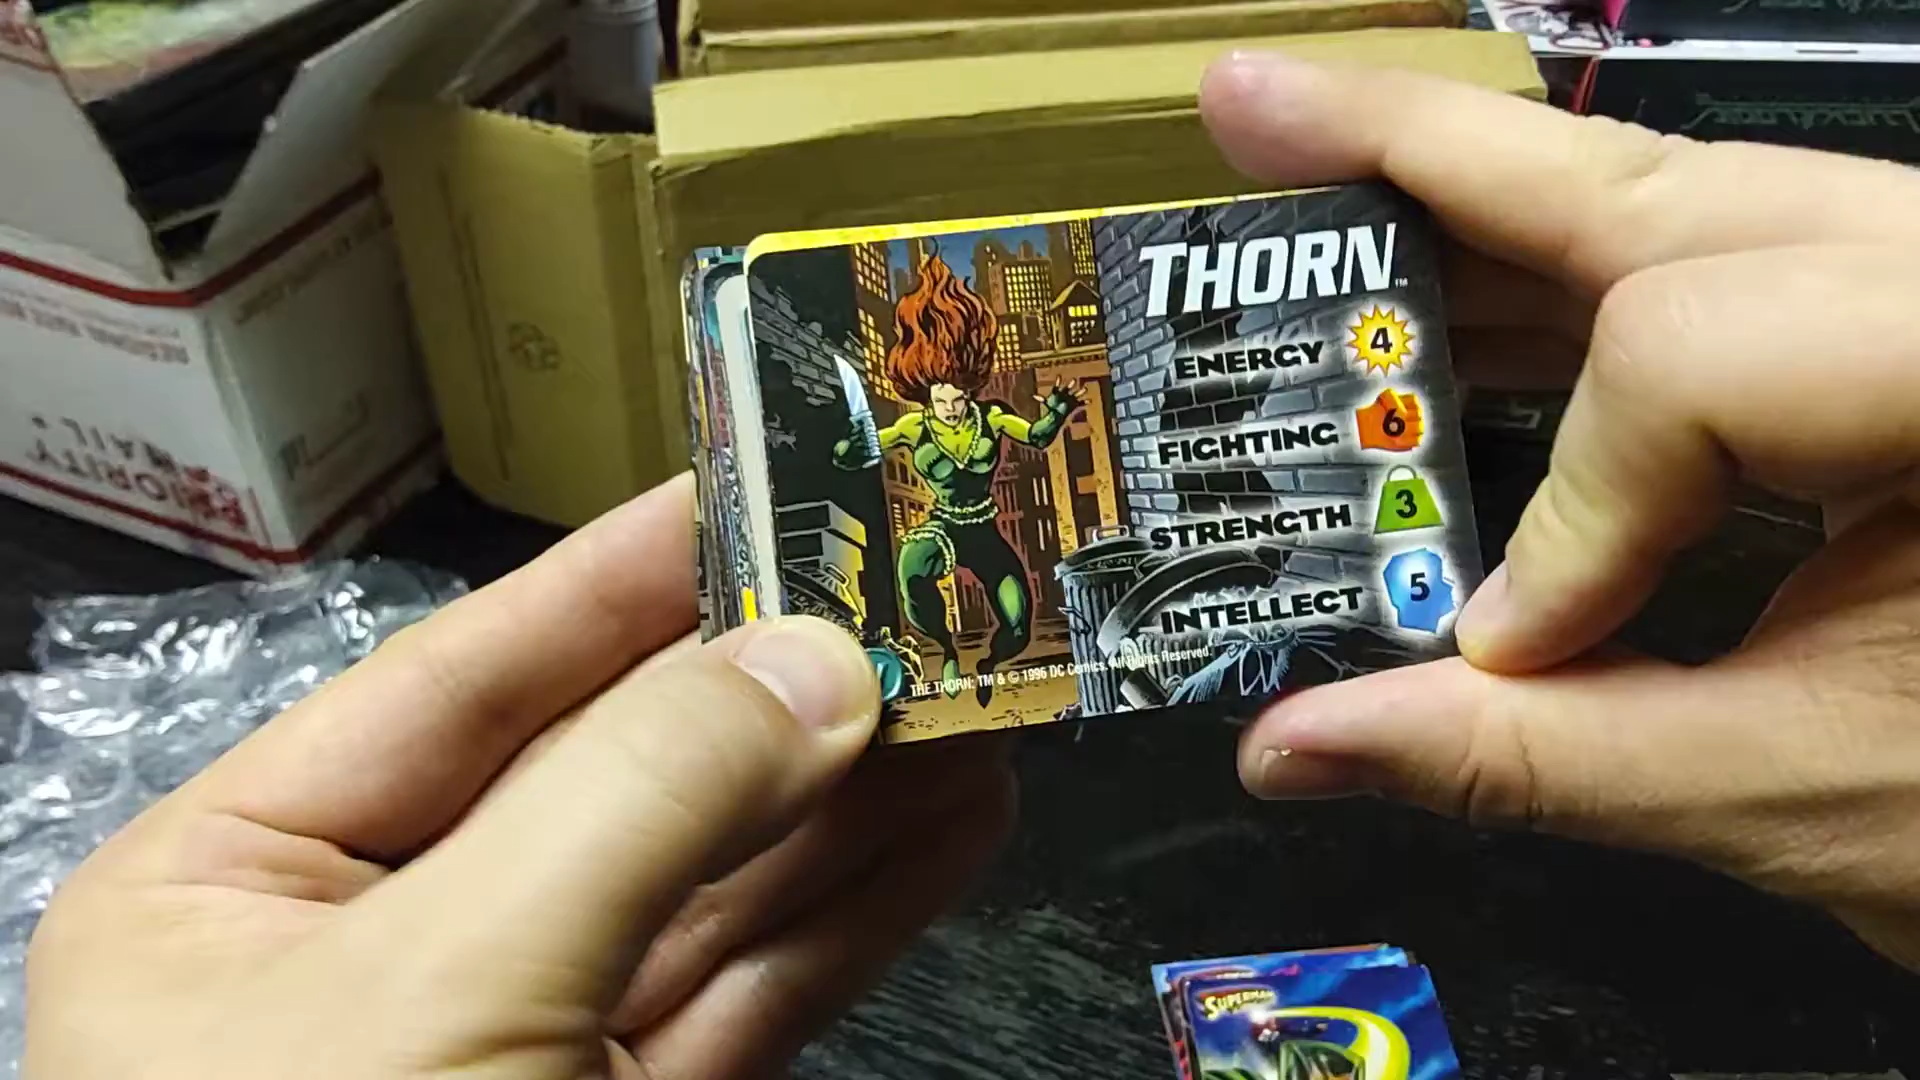 THORN™
ENERGY 4
FIGHTING 6
STRENGTH 3
INTELLECT 5
THE THORN: TM & © 1996 DC Comics. All Rights Reserved.
SUPERMAN
PRIORITY
MAIL